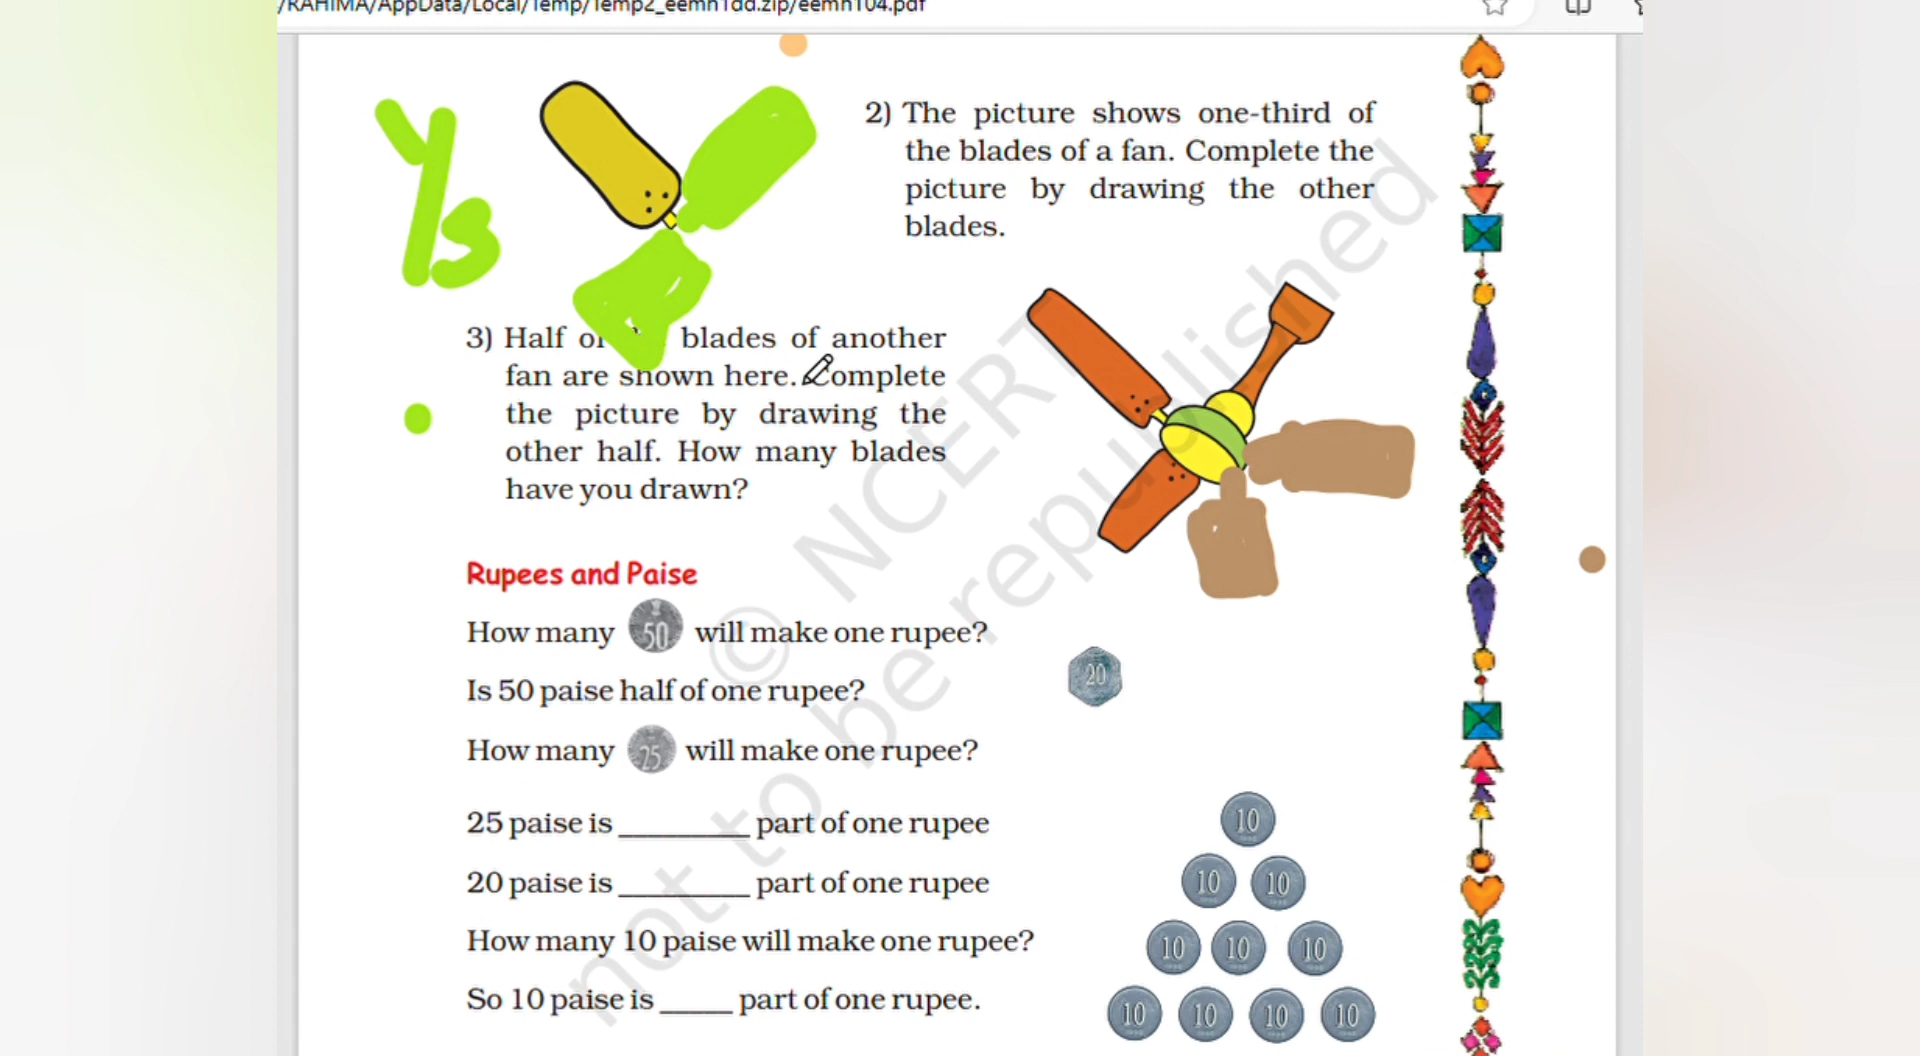 /RAHIMA/AppData/Local/Temp/Temp2_eemh1dd.zip/eemh104.pdf
1/3
2) The picture shows one-third of
the blades of a fan. Complete the
picture by drawing the other
blades.
3) Half of blades of another
fan are shown here. Complete
the picture by drawing the
other half. How many blades
have you drawn?
Rupees and Paise
How many 50 will make one rupee?
20
Is 50 paise half of one rupee?
How many 25 will make one rupee?
25 paise is ________ part of one rupee
10
20 paise is ________ part of one rupee
10 10
How many 10 paise will make one rupee?
10 10 10
So 10 paise is _____ part of one rupee.
10 10 10 10
© NCERT
not to be republished